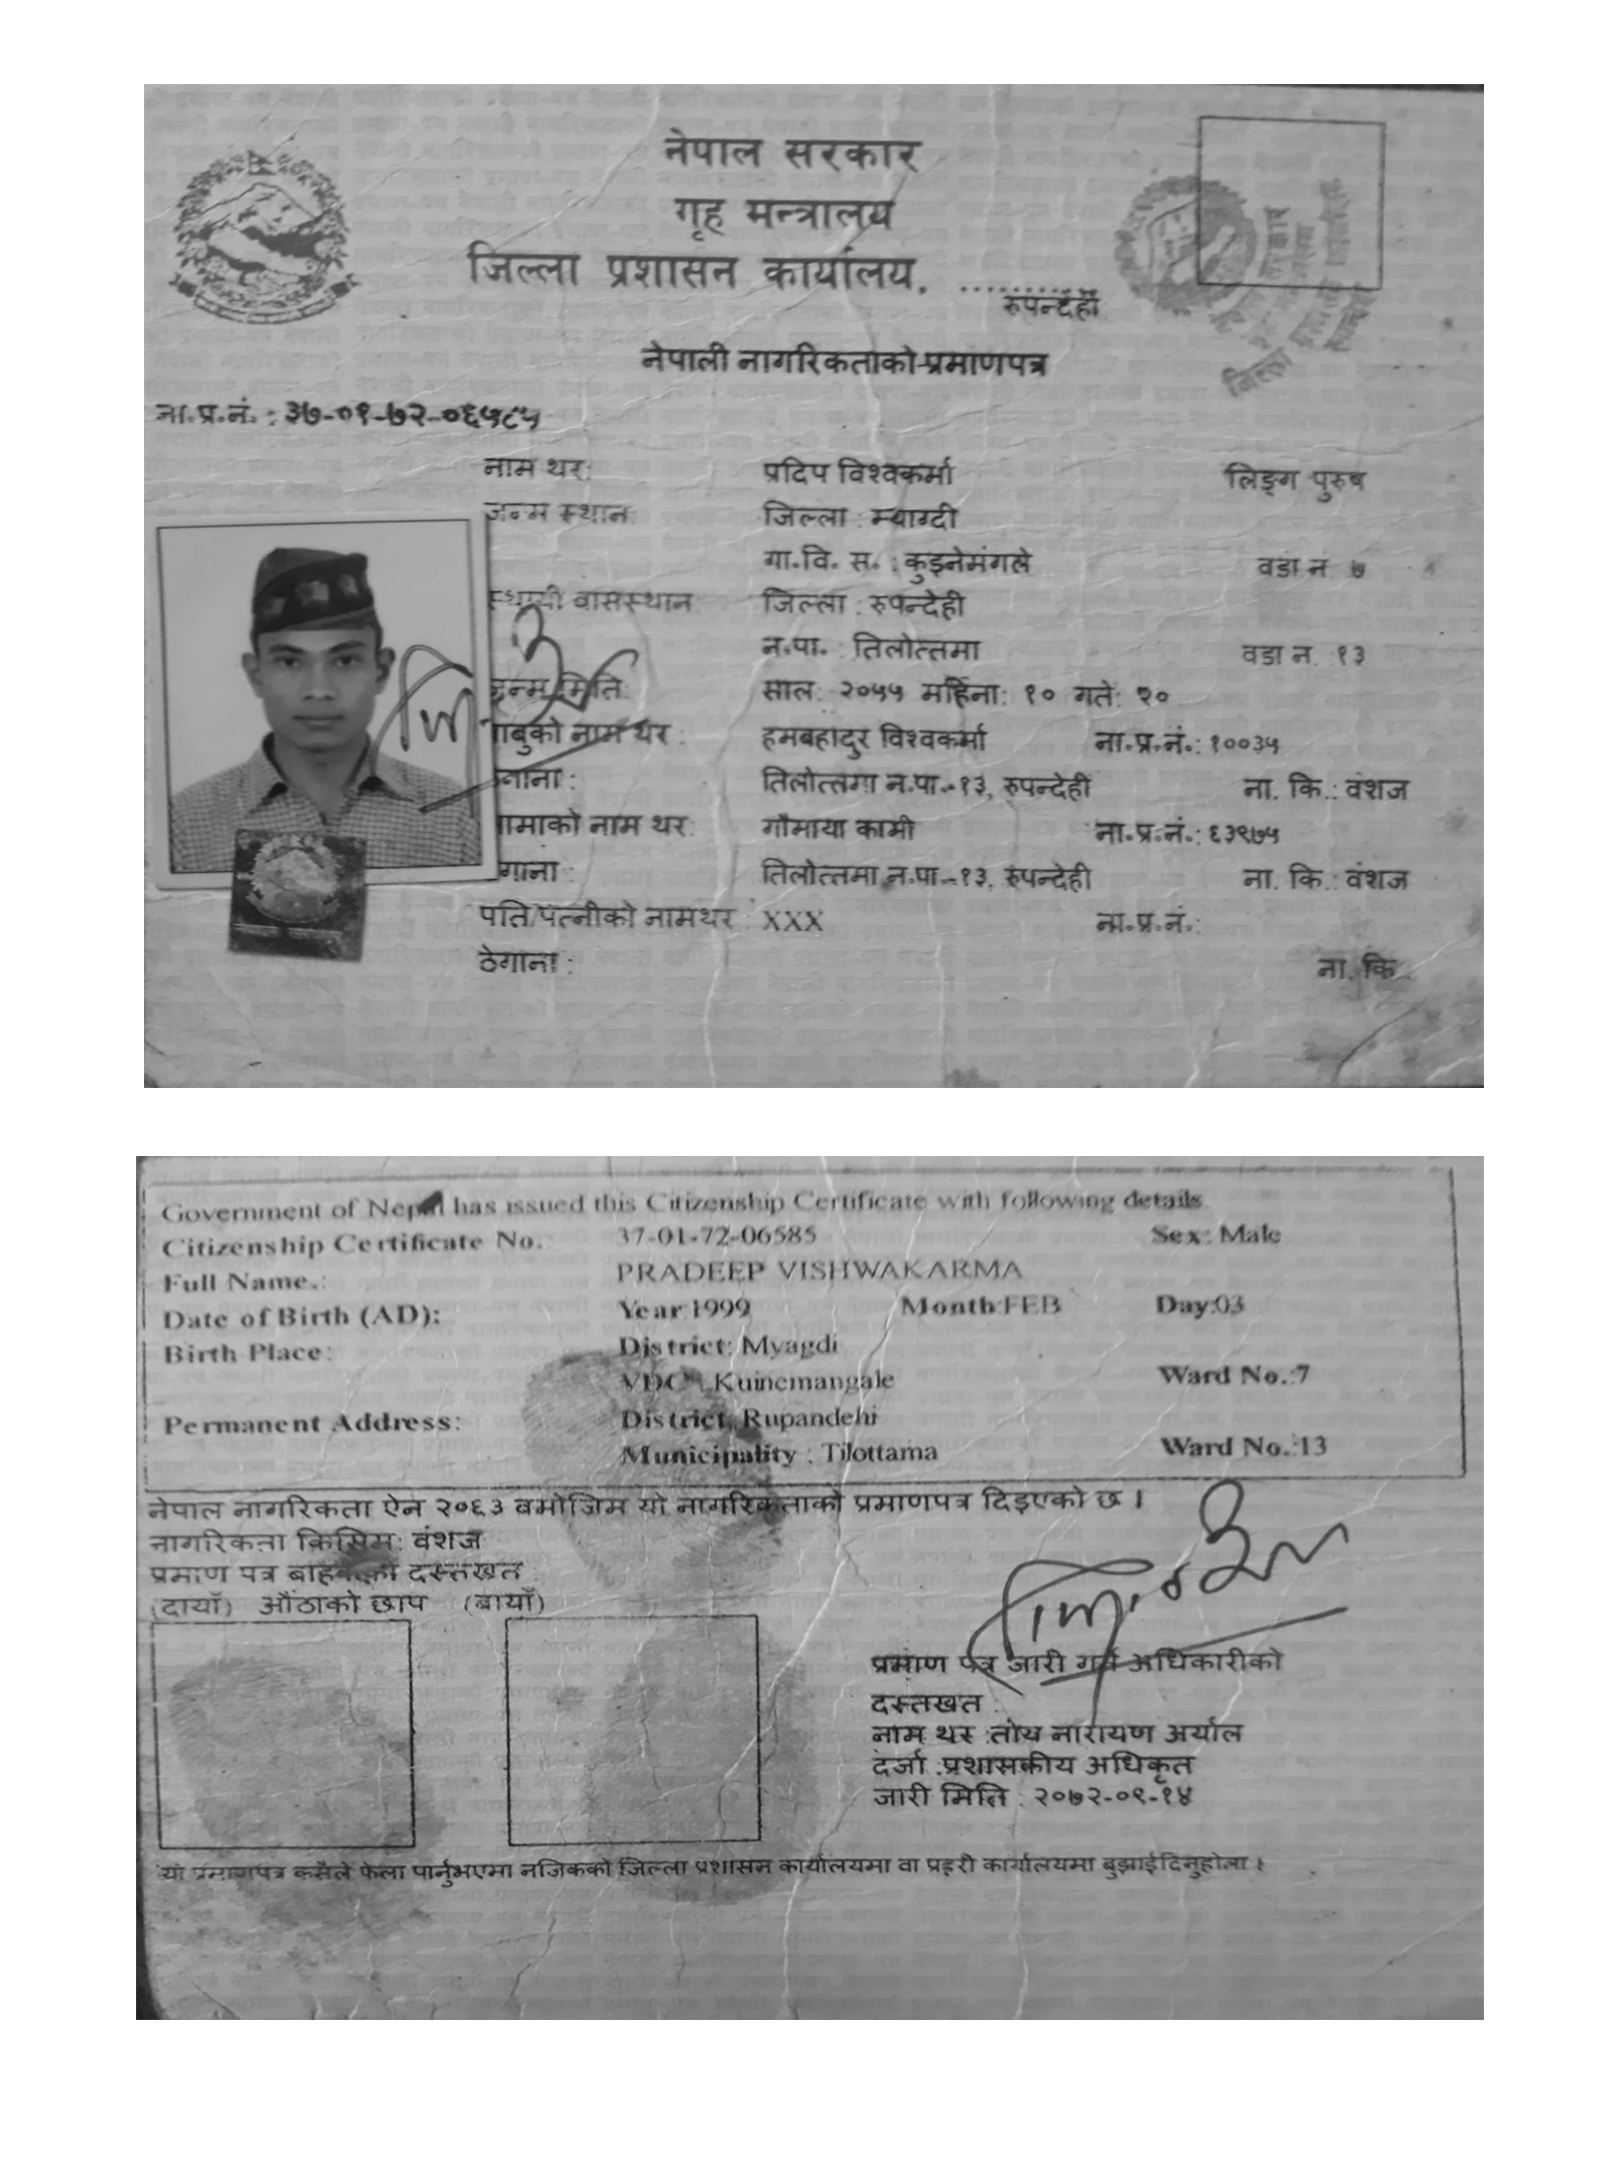 नेपाल सरकार
गृह मन्त्रालय
जिल्ला प्रशासन कार्यालय, ..........
रुपन्देही
नेपाली नागरिकताको प्रमाणपत्र
ना.प्र.नं. : ३७-०१-७२-०६५८५
नाम थर: प्रदिप विश्वकर्मा लिङ्ग पुरुष
जन्म स्थान जिल्ला : म्याग्दी
गा.वि. स. : कुइनेमंगले वडा न ७
स्थायी वासस्थान जिल्ला : रुपन्देही
न.पा. : तिलोत्तमा वडा न. १३
जन्म मिति साल: २०५५ महिना: १० गते: २०
बाबुको नाम थर : हमबहादुर विश्वकर्मा ना.प्र.नं.: १००३५
गाना : तिलोत्तमा न.पा.-१३, रुपन्देही ना. कि.: वंशज
ामाको नाम थर: गौमाया कामी ना.प्र.नं.: ६३९७५
गाना : तिलोत्तमा न.पा.-१३, रुपन्देही ना. कि.: वंशज
पति/पत्नीको नामथर : XXX ना.प्र.नं.:
ठेगाना : ना. कि.
जिल्ला
Government of Nepal has issued this Citizenship Certificate with following details.
Citizenship Certificate No.: 37-01-72-06585 Sex: Male
Full Name.: PRADEEP VISHWAKARMA
Date of Birth (AD): Year:1999 Month:FEB Day:03
Birth Place: District: Myagdi
VDC : Kuinemangale Ward No.:7
Permanent Address: District: Rupandehi
Municipality : Tilottama Ward No.:13
नेपाल नागरिकता ऐन २०६३ बमोजिम यो नागरिकताको प्रमाणपत्र दिइएको छ ।
नागरिकता किसिम: वंशज
प्रमाण पत्र बाहकको दस्तखत :
(दायाँ) औंठाको छाप (बायाँ)
प्रमाण पत्र जारी गर्ने अधिकारीको
दस्तखत :
नाम थर :तोय नारायण अर्याल
दर्जा :प्रशासकीय अधिकृत
जारी मिति : २०७२-०९-१४
यो प्रमाणपत्र कसैले फेला पार्नुभएमा नजिकको जिल्ला प्रशासन कार्यालयमा वा प्रहरी कार्यालयमा बुझाईदिनुहोला ।